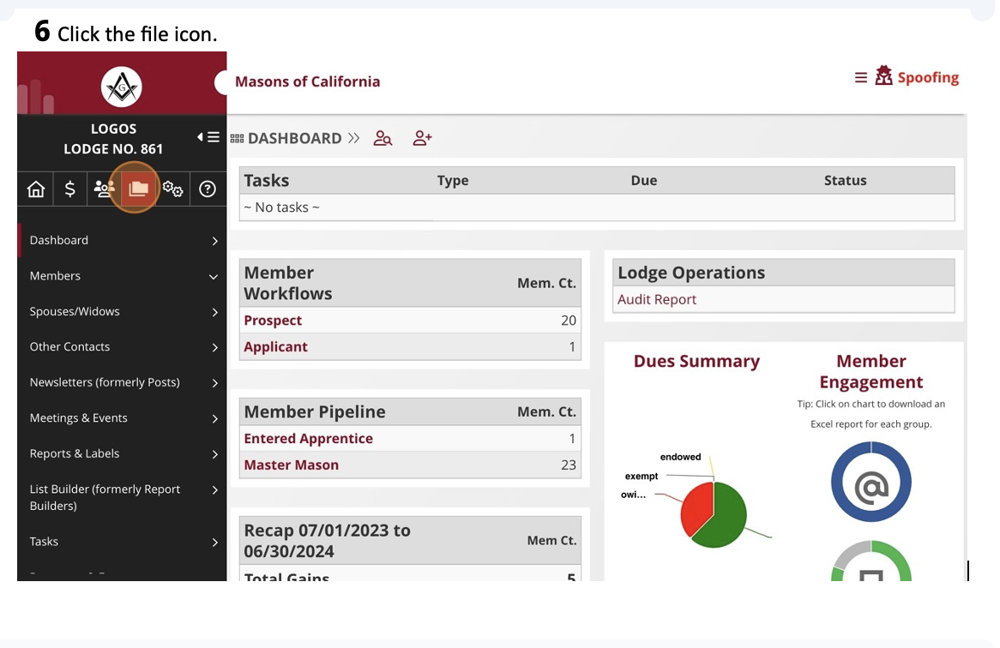 6 Click the file icon.
G
Masons of California
Spoofing
LOGOS
LODGE NO. 861
DASHBOARD
$
?
Dashboard
Members
Spouses/Widows
Other Contacts
Newsletters (formerly Posts)
Meetings & Events
Reports & Labels
List Builder (formerly Report
Builders)
Tasks
Tasks Type Due Status
~ No tasks ~
Member
Workflows
Mem. Ct.
Prospect 20
Applicant 1
Member Pipeline Mem. Ct.
Entered Apprentice 1
Master Mason 23
Recap 07/01/2023 to
06/30/2024
Mem Ct.
Total Gains 5
Lodge Operations
Audit Report
Dues Summary
endowed
exempt
owi...
Member
Engagement
Tip: Click on chart to download an
Excel report for each group.
@